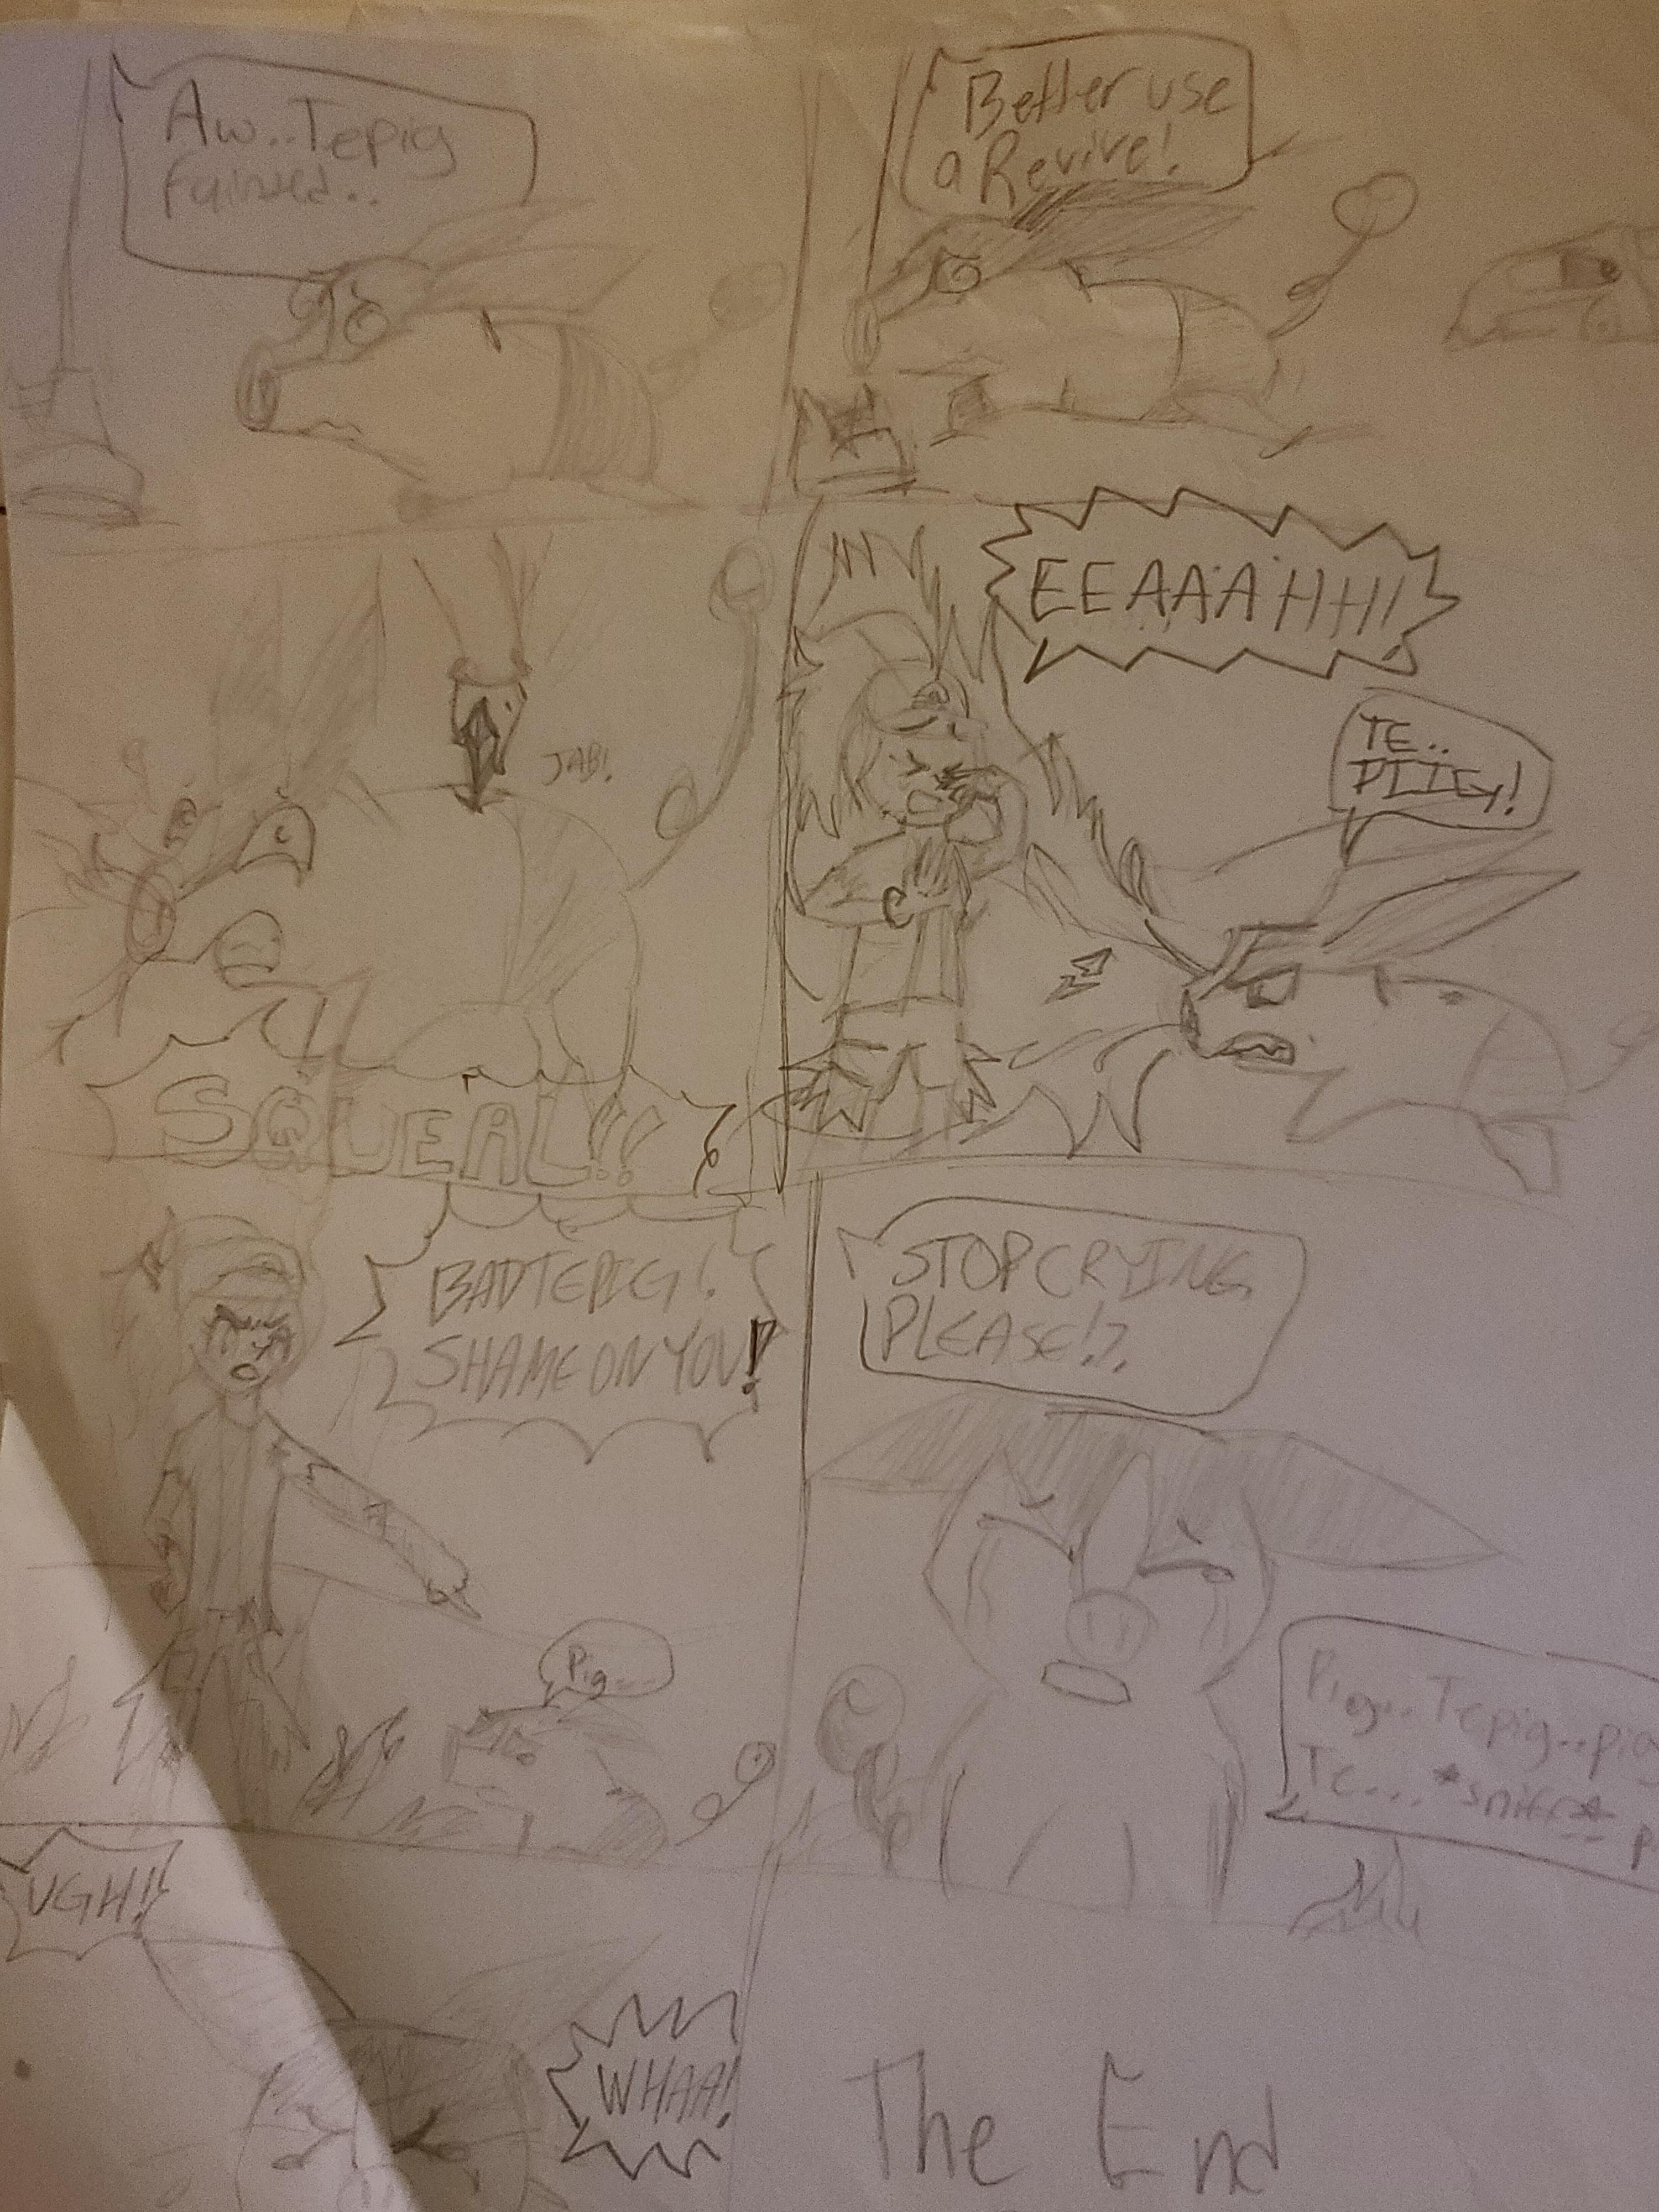 Aw..Tepig
fainted..
Better use
a Revive!
JAB!
SQUEAL!!
EEAAAHH!
TE..
PIIG!
BAD TEPIG!
SHAME ON YOU!
Pig...
STOP CRYING
PLEASE!?
Pig.. Tepig..pig
Te... *sniff*
UGH!!
WHAA!
The End